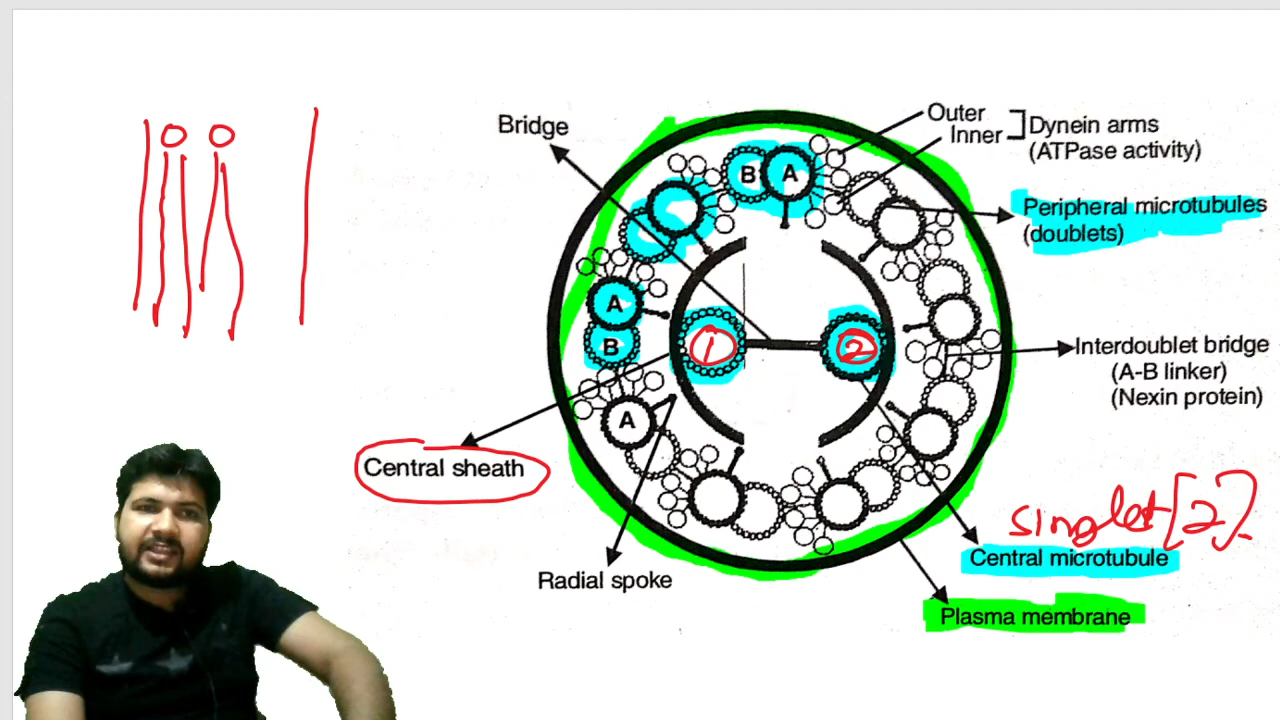 Bridge
Outer
Inner
Dynein arms
(ATPase activity)
B A
Peripheral microtubules
(doublets)
A
B
1
2
Interdoublet bridge
(A-B linker)
(Nexin protein)
A
Central sheath
singlet [2]
Central microtubule
Radial spoke
Plasma membrane